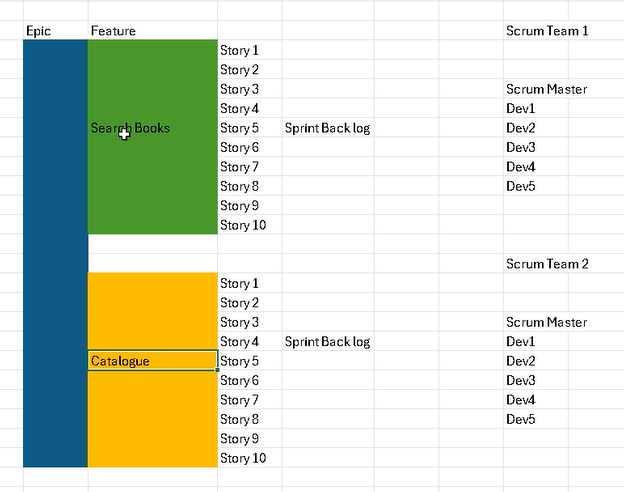 Epic Feature Scrum Team 1
Story 1
Story 2
Story 3 Scrum Master
Story 4 Dev1
Search Books Story 5 Sprint Back log Dev2
Story 6 Dev3
Story 7 Dev4
Story 8 Dev5
Story 9
Story 10
Scrum Team 2
Story 1
Story 2
Story 3 Scrum Master
Story 4 Sprint Back log Dev1
Catalogue Story 5 Dev2
Story 6 Dev3
Story 7 Dev4
Story 8 Dev5
Story 9
Story 10